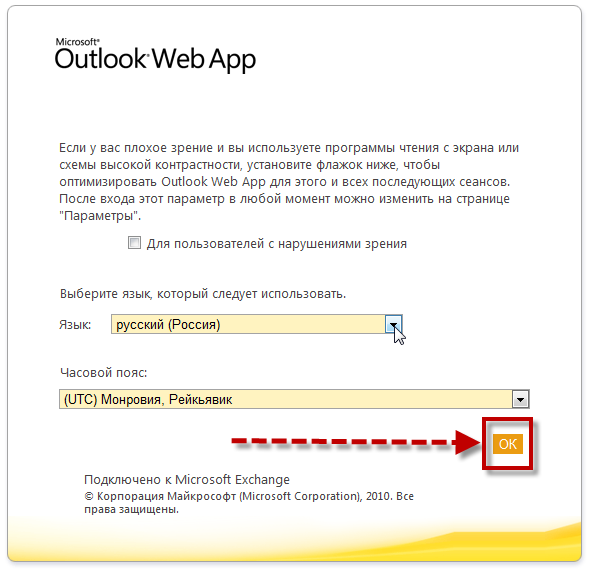 Microsoft®
Outlook® Web App
Если у вас плохое зрение и вы используете программы чтения с экрана или
схемы высокой контрастности, установите флажок ниже, чтобы
оптимизировать Outlook Web App для этого и всех последующих сеансов.
После входа этот параметр в любой момент можно изменить на странице
"Параметры".
Для пользователей с нарушениями зрения
Выберите язык, который следует использовать.
Язык: русский (Россия)
Часовой пояс:
(UTC) Монровия, Рейкьявик
OK
Подключено к Microsoft Exchange
© Корпорация Майкрософт (Microsoft Corporation), 2010. Все
права защищены.